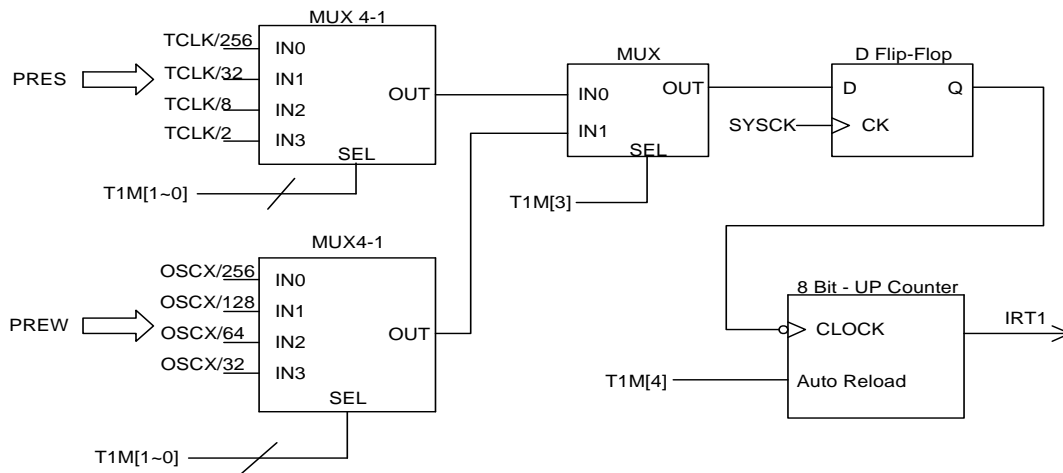 MUX 4-1
PRES
TCLK/256
TCLK/32
TCLK/8
TCLK/2
IN0
IN1
IN2
IN3
OUT
SEL
T1M[1~0]
MUX
IN0
IN1
OUT
SEL
T1M[3]
D Flip-Flop
D
Q
SYSCK
CK
MUX4-1
PREW
OSCX/256
OSCX/128
OSCX/64
OSCX/32
IN0
IN1
IN2
IN3
OUT
SEL
T1M[1~0]
8 Bit - UP Counter
CLOCK
IRT1
T1M[4]
Auto Reload